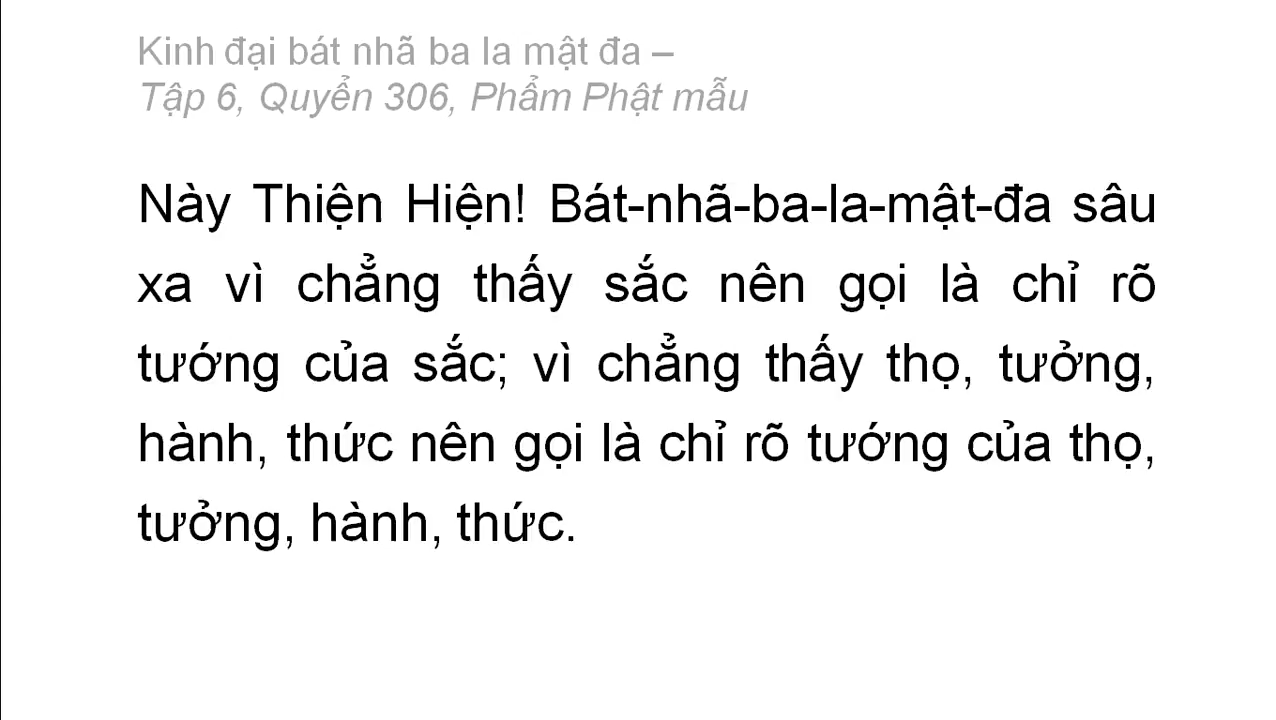 Kinh đại bát nhã ba la mật đa –
Tập 6, Quyển 306, Phẩm Phật mẫu
Này Thiện Hiện! Bát-nhã-ba-la-mật-đa sâu
xa vì chẳng thấy sắc nên gọi là chỉ rõ
tướng của sắc; vì chẳng thấy thọ, tưởng,
hành, thức nên gọi là chỉ rõ tướng của thọ,
tưởng, hành, thức.